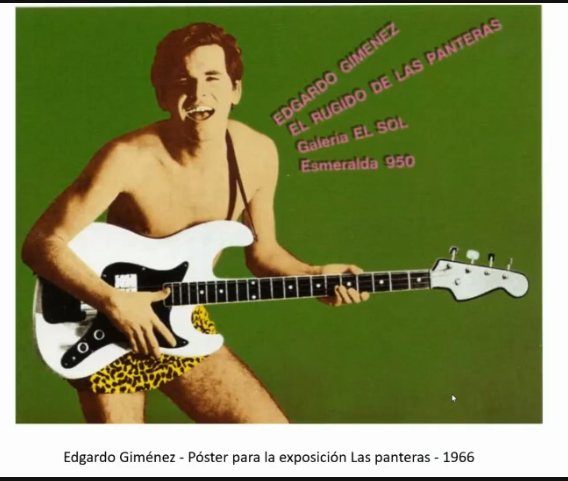 EDGARDO GIMENEZ
EL RUGIDO DE LAS PANTERAS
Galería EL SOL
Esmeralda 950
Edgardo Giménez - Póster para la exposición Las panteras - 1966